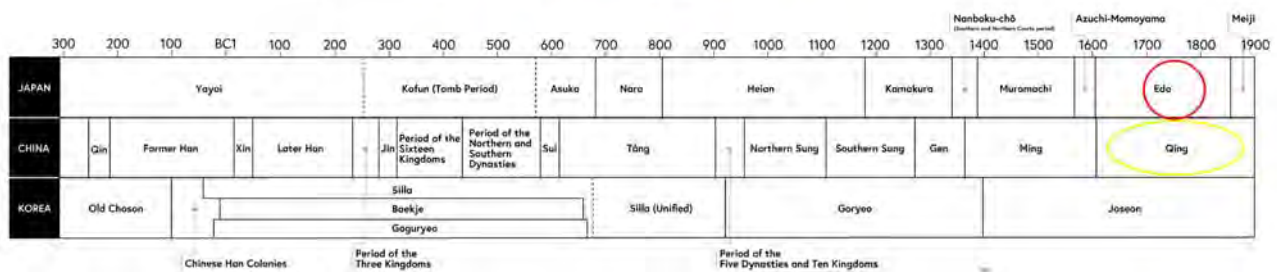 Nanboku-chō
(Southern and Northern Courts period)
Azuchi-Momoyama
Meiji
300 200 100 BC1 100 200 300 400 500 600 700 800 900 1000 1100 1200 1300 1400 1500 1600 1700 1800 1900
JAPAN
Yayoi
Kofun (Tomb Period)
Asuka
Nara
Heian
Kamakura
Muromachi
Edo
CHINA
Qin
Former Han
Xin
Later Han
Jin
Period of the
Sixteen
Kingdoms
Period of the
Northern and
Southern
Dynasties
Sui
Táng
Northern Sung
Southern Sung
Gen
Ming
Qing
KOREA
Old Choson
Silla
Baekje
Goguryeo
Silla (Unified)
Goryeo
Joseon
Chinese Han Colonies
Period of the
Three Kingdoms
Period of the
Five Dynasties and Ten Kingdoms